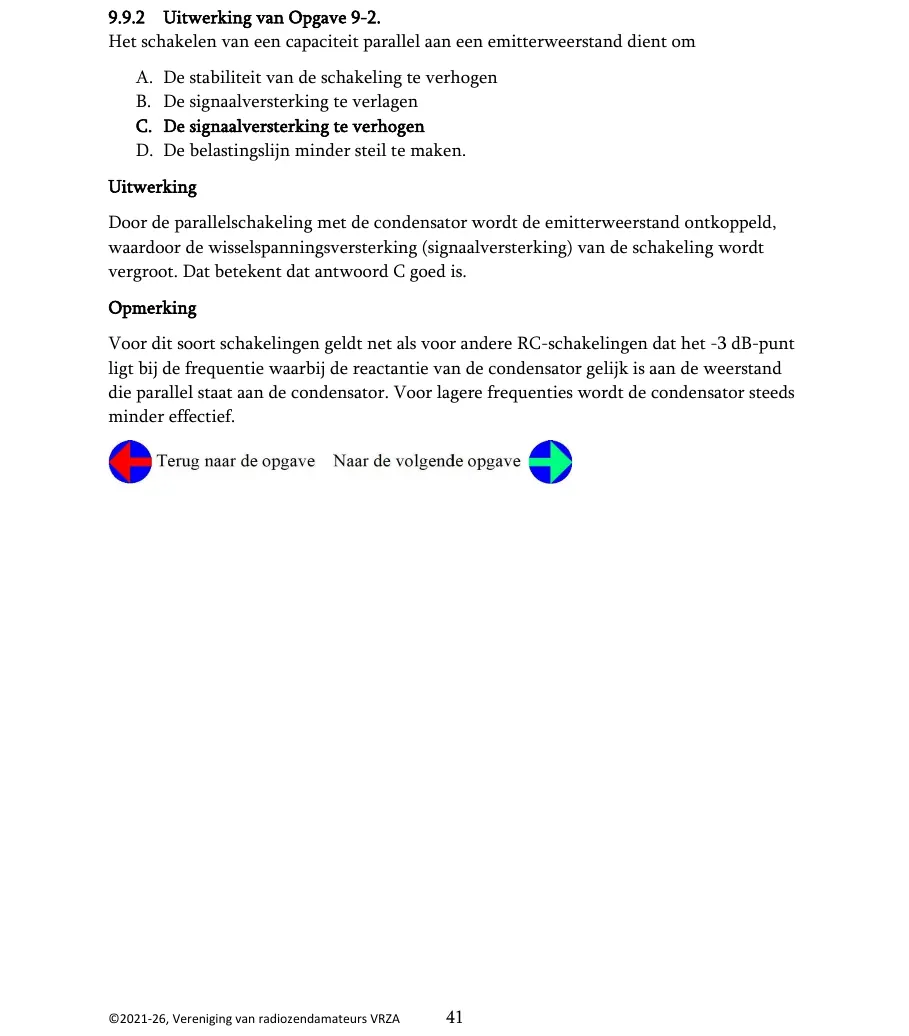 9.9.2 Uitwerking van Opgave 9-2.
Het schakelen van een capaciteit parallel aan een emitterweerstand dient om
A. De stabiliteit van de schakeling te verhogen
B. De signaalversterking te verlagen
C. De signaalversterking te verhogen
D. De belastingslijn minder steil te maken.
Uitwerking
Door de parallelschakeling met de condensator wordt de emitterweerstand ontkoppeld,
waardoor de wisselspanningsversterking (signaalversterking) van de schakeling wordt
vergroot. Dat betekent dat antwoord C goed is.
Opmerking
Voor dit soort schakelingen geldt net als voor andere RC-schakelingen dat het -3 dB-punt
ligt bij de frequentie waarbij de reactantie van de condensator gelijk is aan de weerstand
die parallel staat aan de condensator. Voor lagere frequenties wordt de condensator steeds
minder effectief.
Terug naar de opgave Naar de volgende opgave
©2021-26, Vereniging van radiozendamateurs VRZA 41